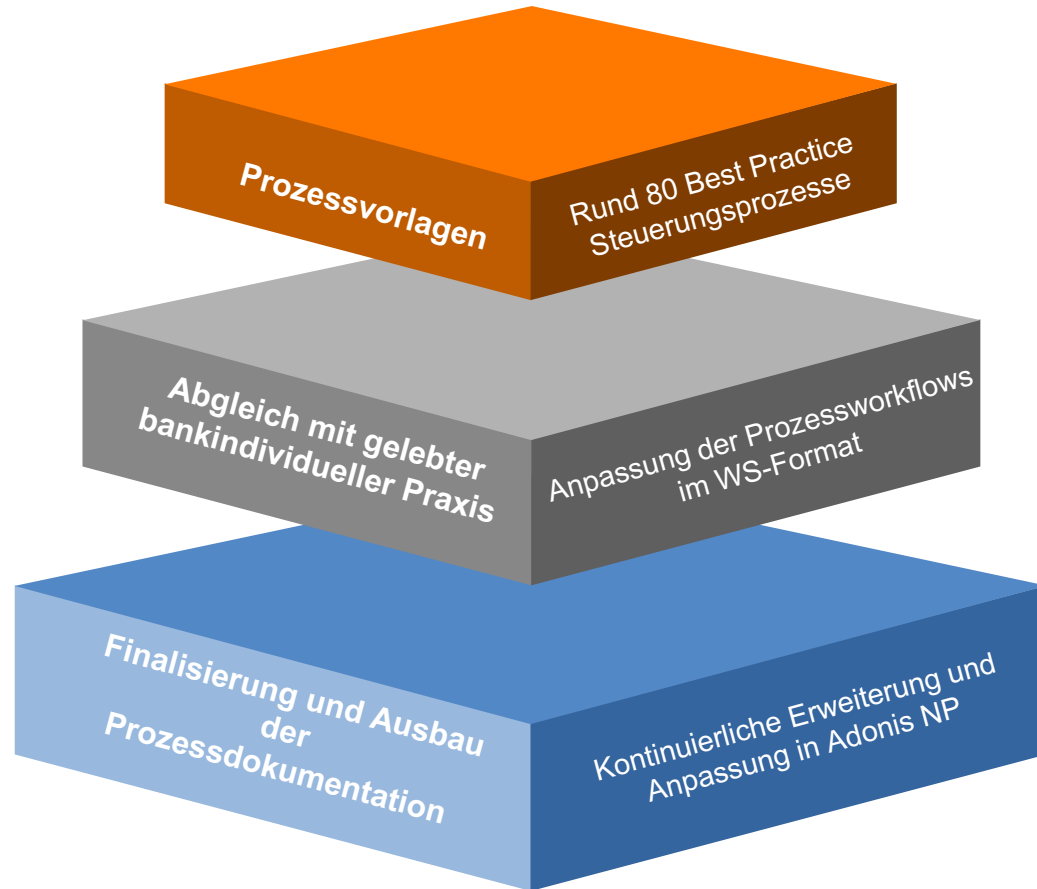 Prozessvorlagen
Rund 80 Best Practice
Steuerungsprozesse
Abgleich mit gelebter
bankindividueller Praxis
Anpassung der Prozessworkflows
im WS-Format
Finalisierung und Ausbau
der
Prozessdokumentation
Kontinuierliche Erweiterung und
Anpassung in Adonis NP